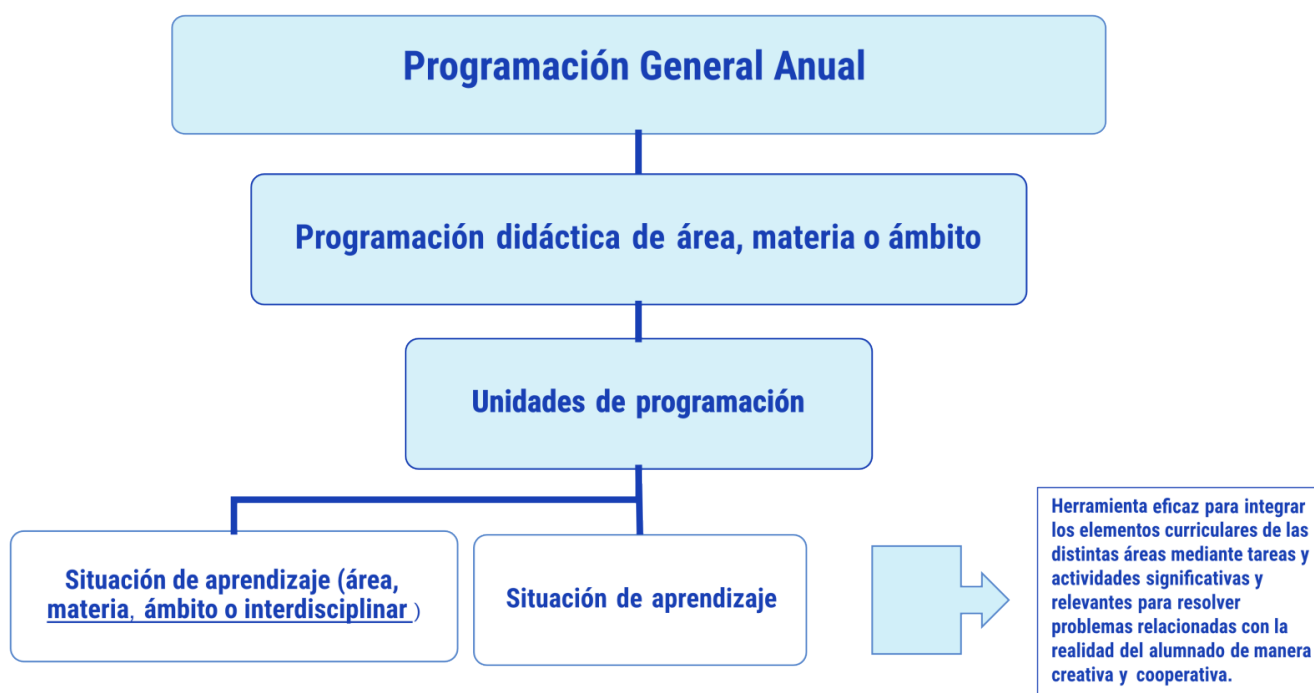 Programación General Anual
Programación didáctica de área, materia o ámbito
Unidades de programación
Situación de aprendizaje (área,
materia, ámbito o interdisciplinar )
Situación de aprendizaje
Herramienta eficaz para integrar
los elementos curriculares de las
distintas áreas mediante tareas y
actividades significativas y
relevantes para resolver
problemas relacionadas con la
realidad del alumnado de manera
creativa y cooperativa.